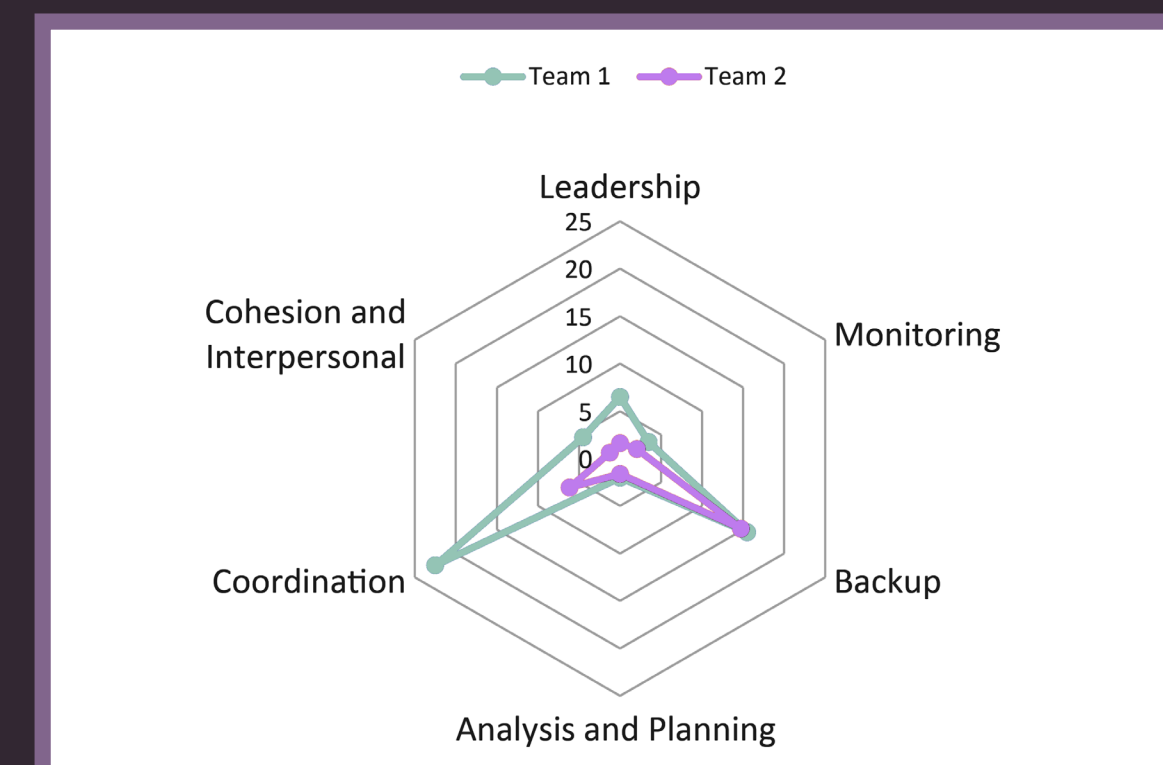 Team 1
Team 2
Leadership
25
20
15
10
5
0
Cohesion and
Interpersonal
Monitoring
Coordination
Backup
Analysis and Planning